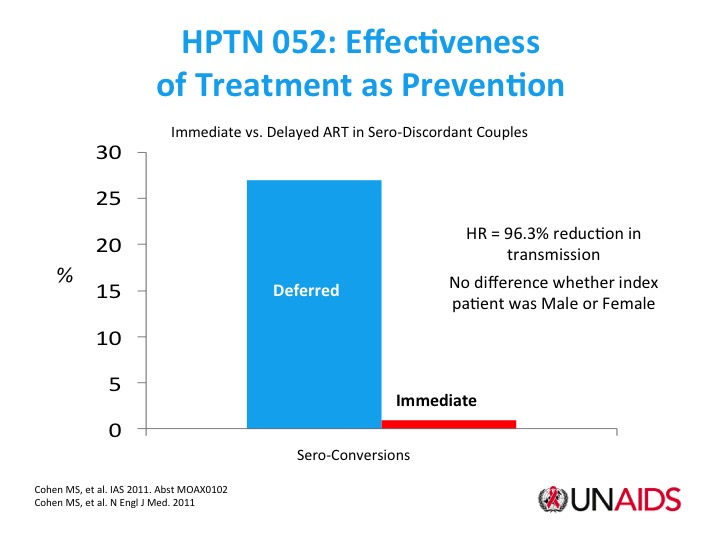 HPTN 052: Effectiveness
of Treatment as Prevention
Immediate vs. Delayed ART in Sero-Discordant Couples
30
25
20
15
10
5
0
%
Deferred
Immediate
HR = 96.3% reduction in
transmission
No difference whether index
patient was Male or Female
Sero-Conversions
Cohen MS, et al. IAS 2011. Abst MOAX0102
Cohen MS, et al. N Engl J Med. 2011
UNAIDS